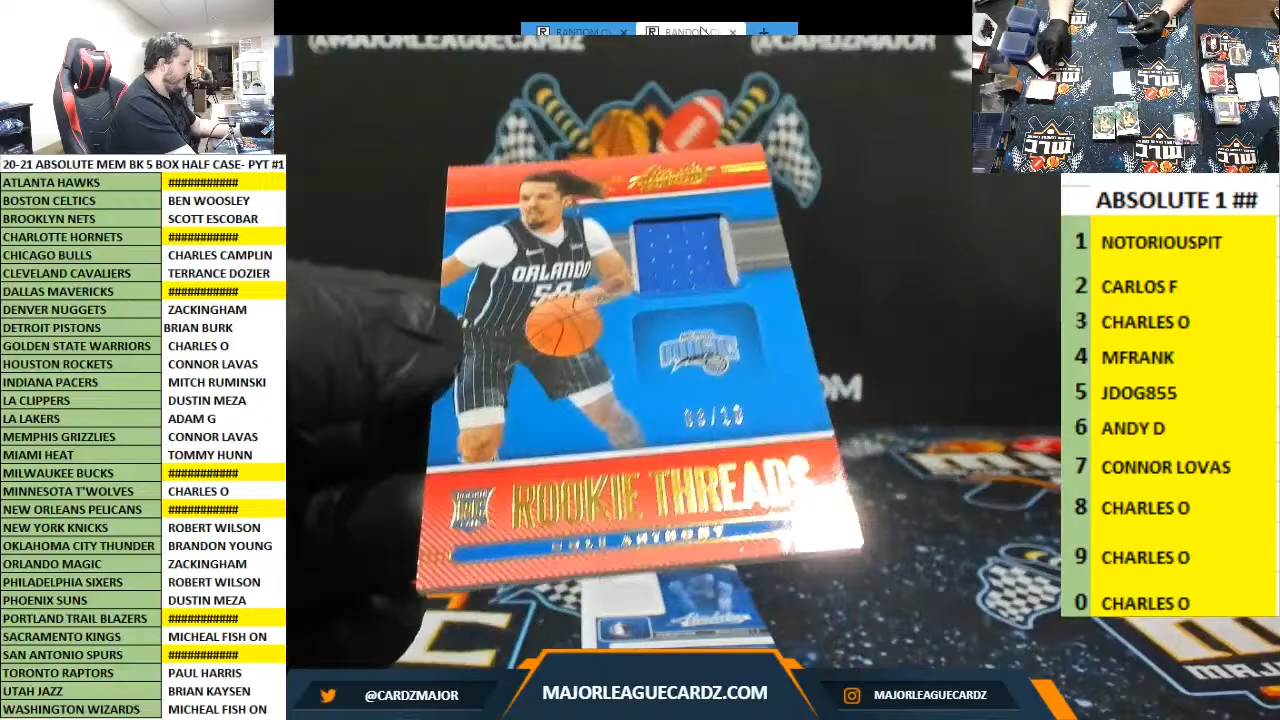 RANDOM
RANDOM
@MAJORLEAGUECARDZ
@CARDZMAJOR
20-21 ABSOLUTE MEM BK 5 BOX HALF CASE- PYT #1
ATLANTA HAWKS ###########
BOSTON CELTICS BEN WOOSLEY
BROOKLYN NETS SCOTT ESCOBAR
CHARLOTTE HORNETS ###########
CHICAGO BULLS CHARLES CAMPLIN
CLEVELAND CAVALIERS TERRANCE DOZIER
DALLAS MAVERICKS ###########
DENVER NUGGETS ZACKINGHAM
DETROIT PISTONS BRIAN BURK
GOLDEN STATE WARRIORS CHARLES O
HOUSTON ROCKETS CONNOR LAVAS
INDIANA PACERS MITCH RUMINSKI
LA CLIPPERS DUSTIN MEZA
LA LAKERS ADAM G
MEMPHIS GRIZZLIES CONNOR LAVAS
MIAMI HEAT TOMMY HUNN
MILWAUKEE BUCKS ###########
MINNESOTA T'WOLVES CHARLES O
NEW ORLEANS PELICANS ###########
NEW YORK KNICKS ROBERT WILSON
OKLAHOMA CITY THUNDER BRANDON YOUNG
ORLANDO MAGIC ZACKINGHAM
PHILADELPHIA SIXERS ROBERT WILSON
PHOENIX SUNS DUSTIN MEZA
PORTLAND TRAIL BLAZERS ###########
SACRAMENTO KINGS MICHEAL FISH ON
SAN ANTONIO SPURS ###########
TORONTO RAPTORS PAUL HARRIS
UTAH JAZZ BRIAN KAYSEN
WASHINGTON WIZARDS MICHEAL FISH ON
ORLANDO
50
ROOKIE THREADS
COLE ANTHONY
ABSOLUTE 1 ##
1 NOTORIOUSPIT
2 CARLOS F
3 CHARLES O
4 MFRANK
5 JDOG855
6 ANDY D
7 CONNOR LOVAS
8 CHARLES O
9 CHARLES O
0 CHARLES O
@CARDZMAJOR
MAJORLEAGUECARDZ.COM
MAJORLEAGUECARDZ